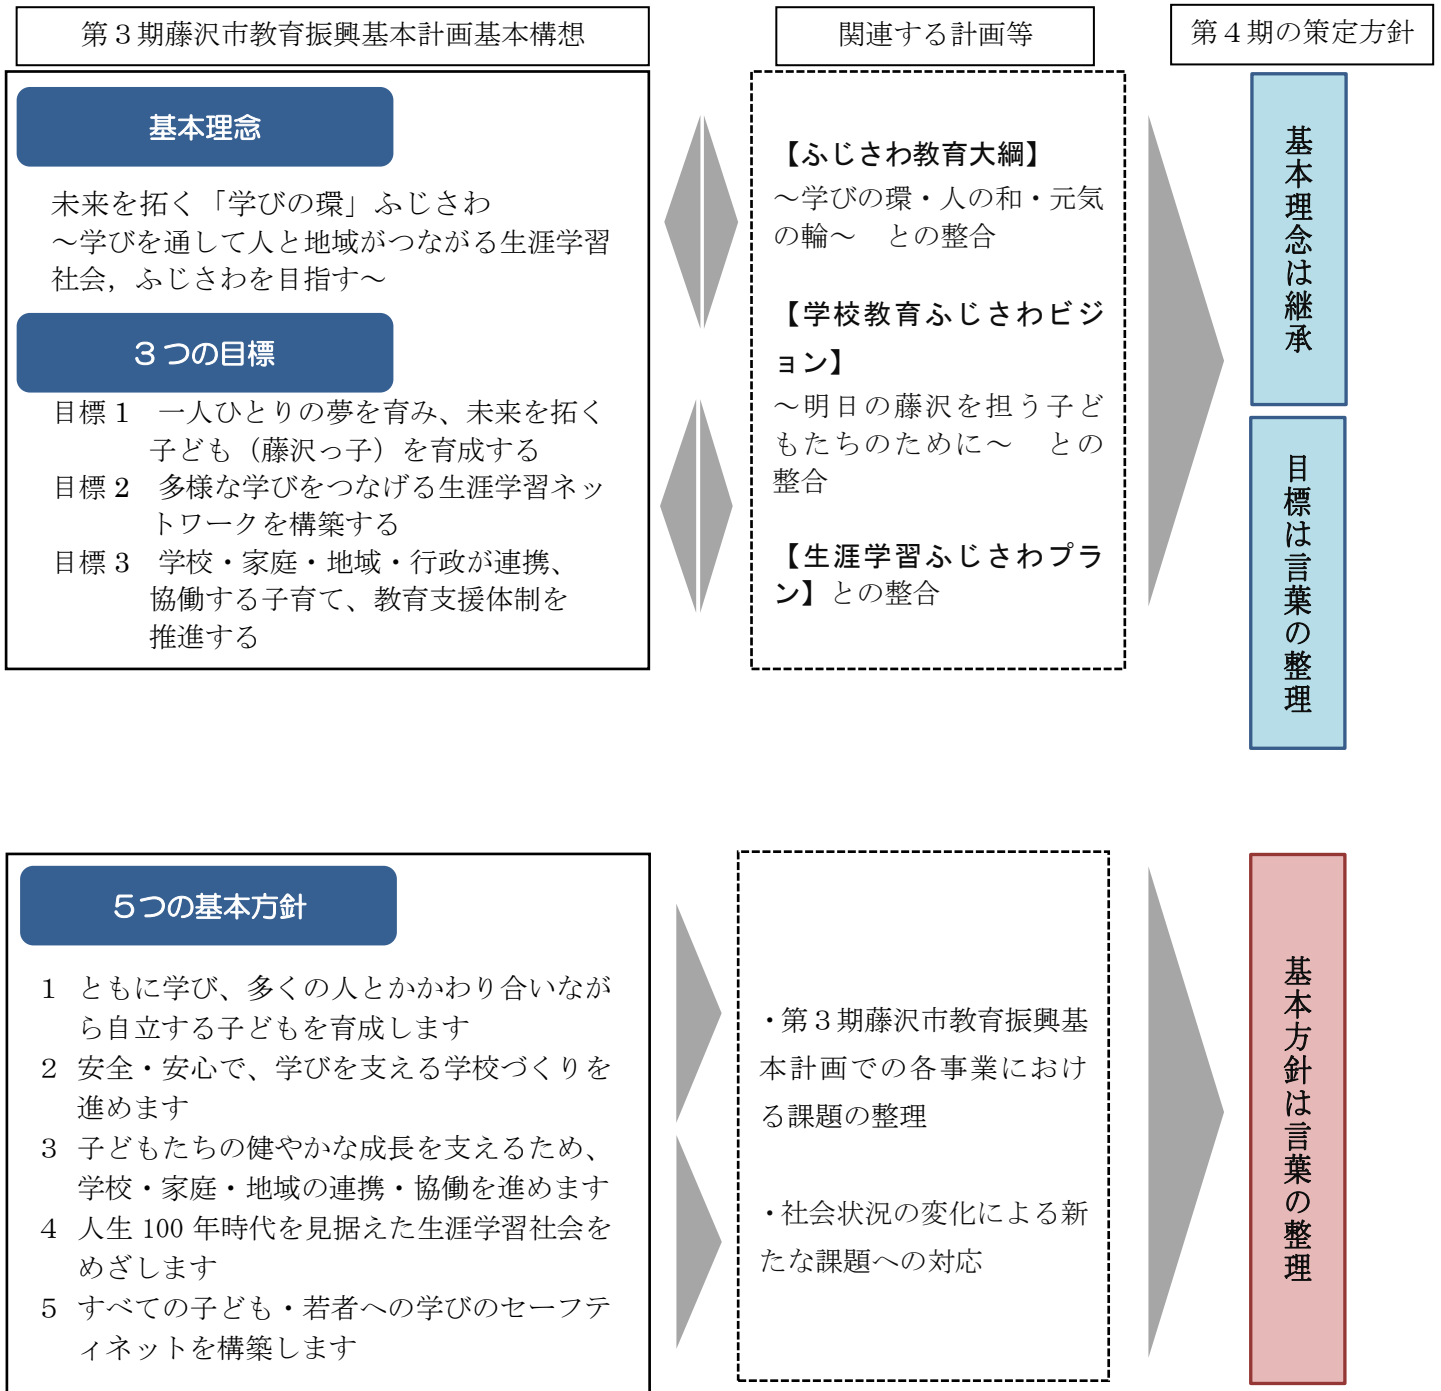 第３期藤沢市教育振興基本計画基本構想
関連する計画等
第４期の策定方針
基本理念
未来を拓く「学びの環」ふじさわ
～学びを通して人と地域がつながる生涯学習
社会，ふじさわを目指す～
３つの目標
目標１　一人ひとりの夢を育み、未来を拓く
子ども（藤沢っ子）を育成する
目標２　多様な学びをつなげる生涯学習ネッ
トワークを構築する
目標３　学校・家庭・地域・行政が連携、
協働する子育て、教育支援体制を
推進する
【ふじさわ教育大綱】
～学びの環・人の和・元気
の輪～　との整合
【学校教育ふじさわビジ
ョン】
～明日の藤沢を担う子ど
もたちのために～　との
整合
【生涯学習ふじさわプラ
ン】との整合
基本理念は継承
目標は言葉の整理
５つの基本方針
１ ともに学び、多くの人とかかわり合いなが
ら自立する子どもを育成します
２ 安全・安心で、学びを支える学校づくりを
進めます
３ 子どもたちの健やかな成長を支えるため、
学校・家庭・地域の連携・協働を進めます
４ 人生 100 年時代を見据えた生涯学習社会を
めざします
５ すべての子ども・若者への学びのセーフテ
ィネットを構築します
・第３期藤沢市教育振興基
本計画での各事業におけ
る課題の整理
・社会状況の変化による新
たな課題への対応
基本方針は言葉の整理